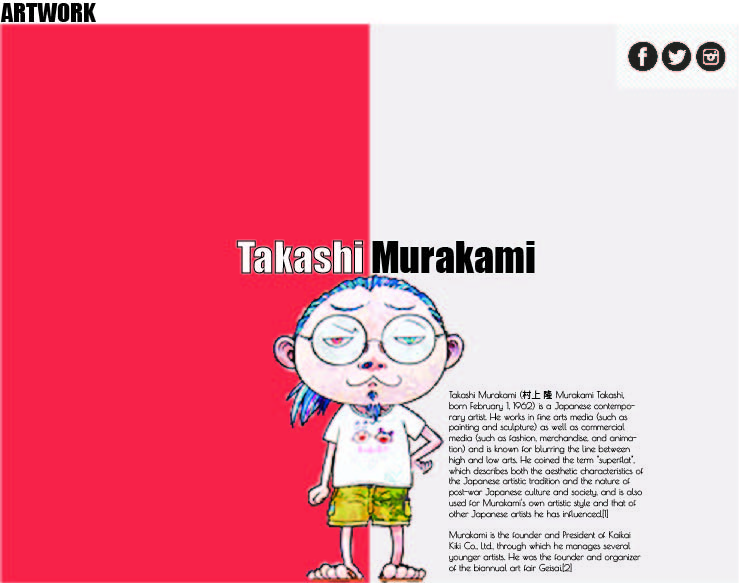 ARTWORK
Takashi Murakami
Takashi Murakami (村上 隆 Murakami Takashi,
born February 1, 1962) is a Japanese contempo-
rary artist. He works in fine arts media (such as
painting and sculpture) as well as commercial
media (such as fashion, merchandise, and anima-
tion) and is known for blurring the line between
high and low arts. He coined the term "superflat",
which describes both the aesthetic characteristics of
the Japanese artistic tradition and the nature of
post-war Japanese culture and society, and is also
used for Murakami's own artistic style and that of
other Japanese artists he has influenced.[1]
Murakami is the founder and President of Kaikai
Kiki Co., Ltd., through which he manages several
younger artists. He was the founder and organizer
of the biannual art fair Geisai.[2]